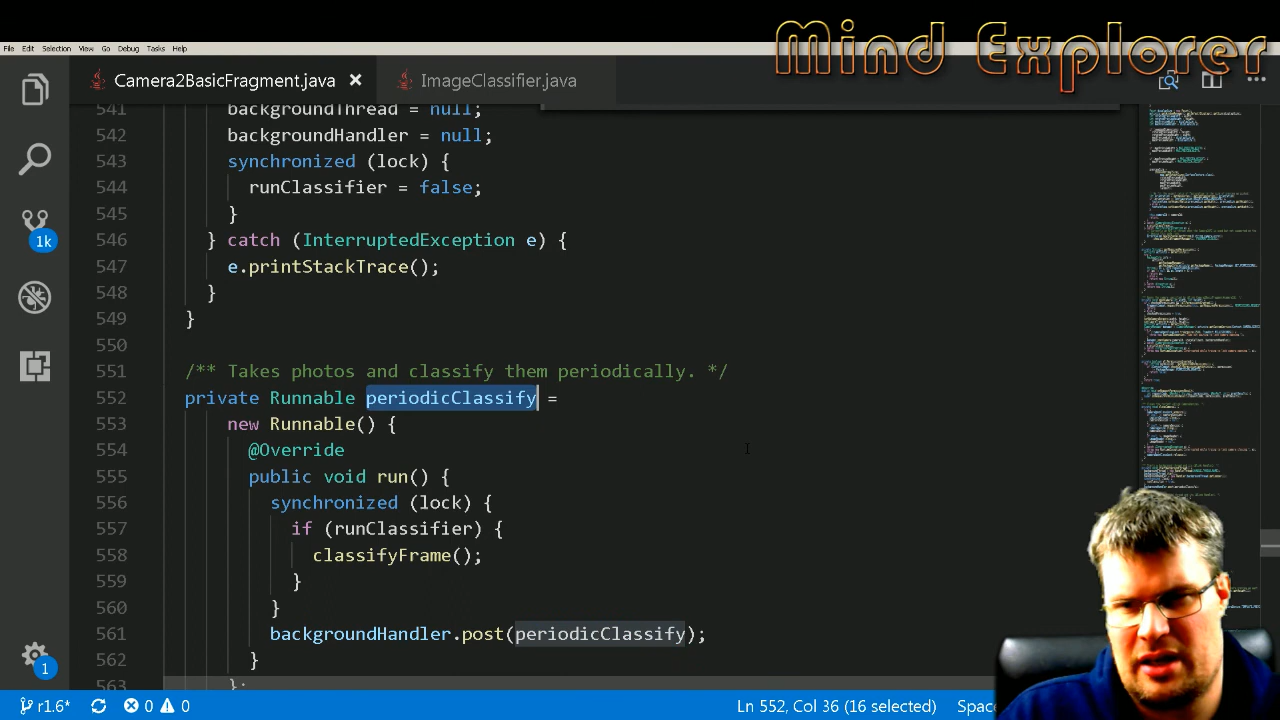 Mind Explorer
File Edit Selection View Go Debug Tasks Help
Camera2BasicFragment.java ImageClassifier.java
541 backgroundThread = null;
542 backgroundHandler = null;
543 synchronized (lock) {
544 runClassifier = false;
545 }
546 } catch (InterruptedException e) {
547 e.printStackTrace();
548 }
549 }
550
551 /** Takes photos and classify them periodically. */
552 private Runnable periodicClassify =
553 new Runnable() {
554 @Override
555 public void run() {
556 synchronized (lock) {
557 if (runClassifier) {
558 classifyFrame();
559 }
560 }
561 backgroundHandler.post(periodicClassify);
562 }
563 };
1k
1
r1.6* 0 0 Ln 552, Col 36 (16 selected)